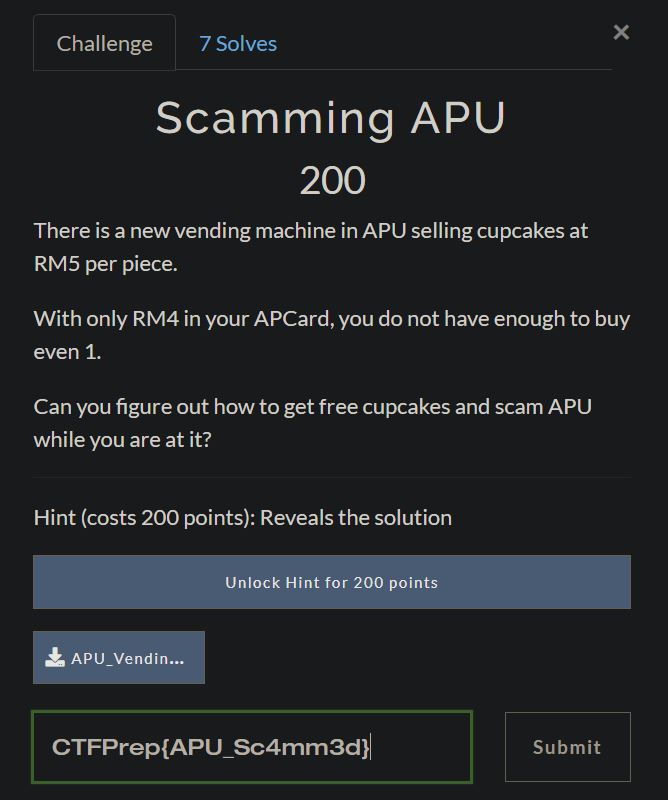 Challenge
7 Solves
×
Scamming APU
200
There is a new vending machine in APU selling cupcakes at
RM5 per piece.
With only RM4 in your APCard, you do not have enough to buy
even 1.
Can you figure out how to get free cupcakes and scam APU
while you are at it?
Hint (costs 200 points): Reveals the solution
Unlock Hint for 200 points
APU_Vendin...
CTFPrep{APU_Sc4mm3d}
Submit